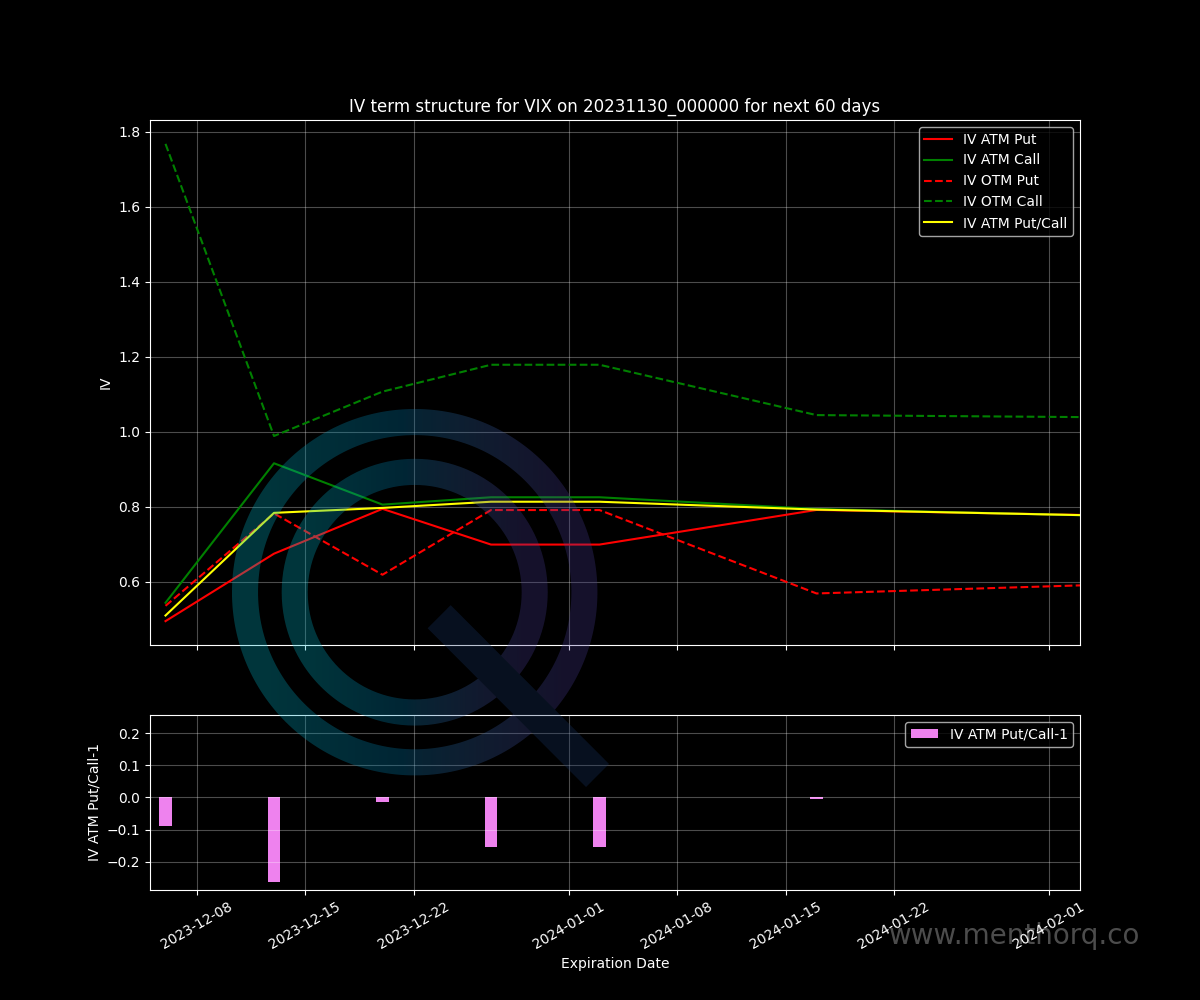 IV term structure for VIX on 20231130_000000 for next 60 days
IV
1.8
1.6
1.4
1.2
1.0
0.8
0.6
IV ATM Put
IV ATM Call
IV OTM Put
IV OTM Call
IV ATM Put/Call
IV ATM Put/Call-1
0.2
0.1
0.0
−0.1
−0.2
IV ATM Put/Call-1
2023-12-08
2023-12-15
2023-12-22
2024-01-01
2024-01-08
2024-01-15
2024-01-22
2024-02-01
www.menthorq.co
Expiration Date